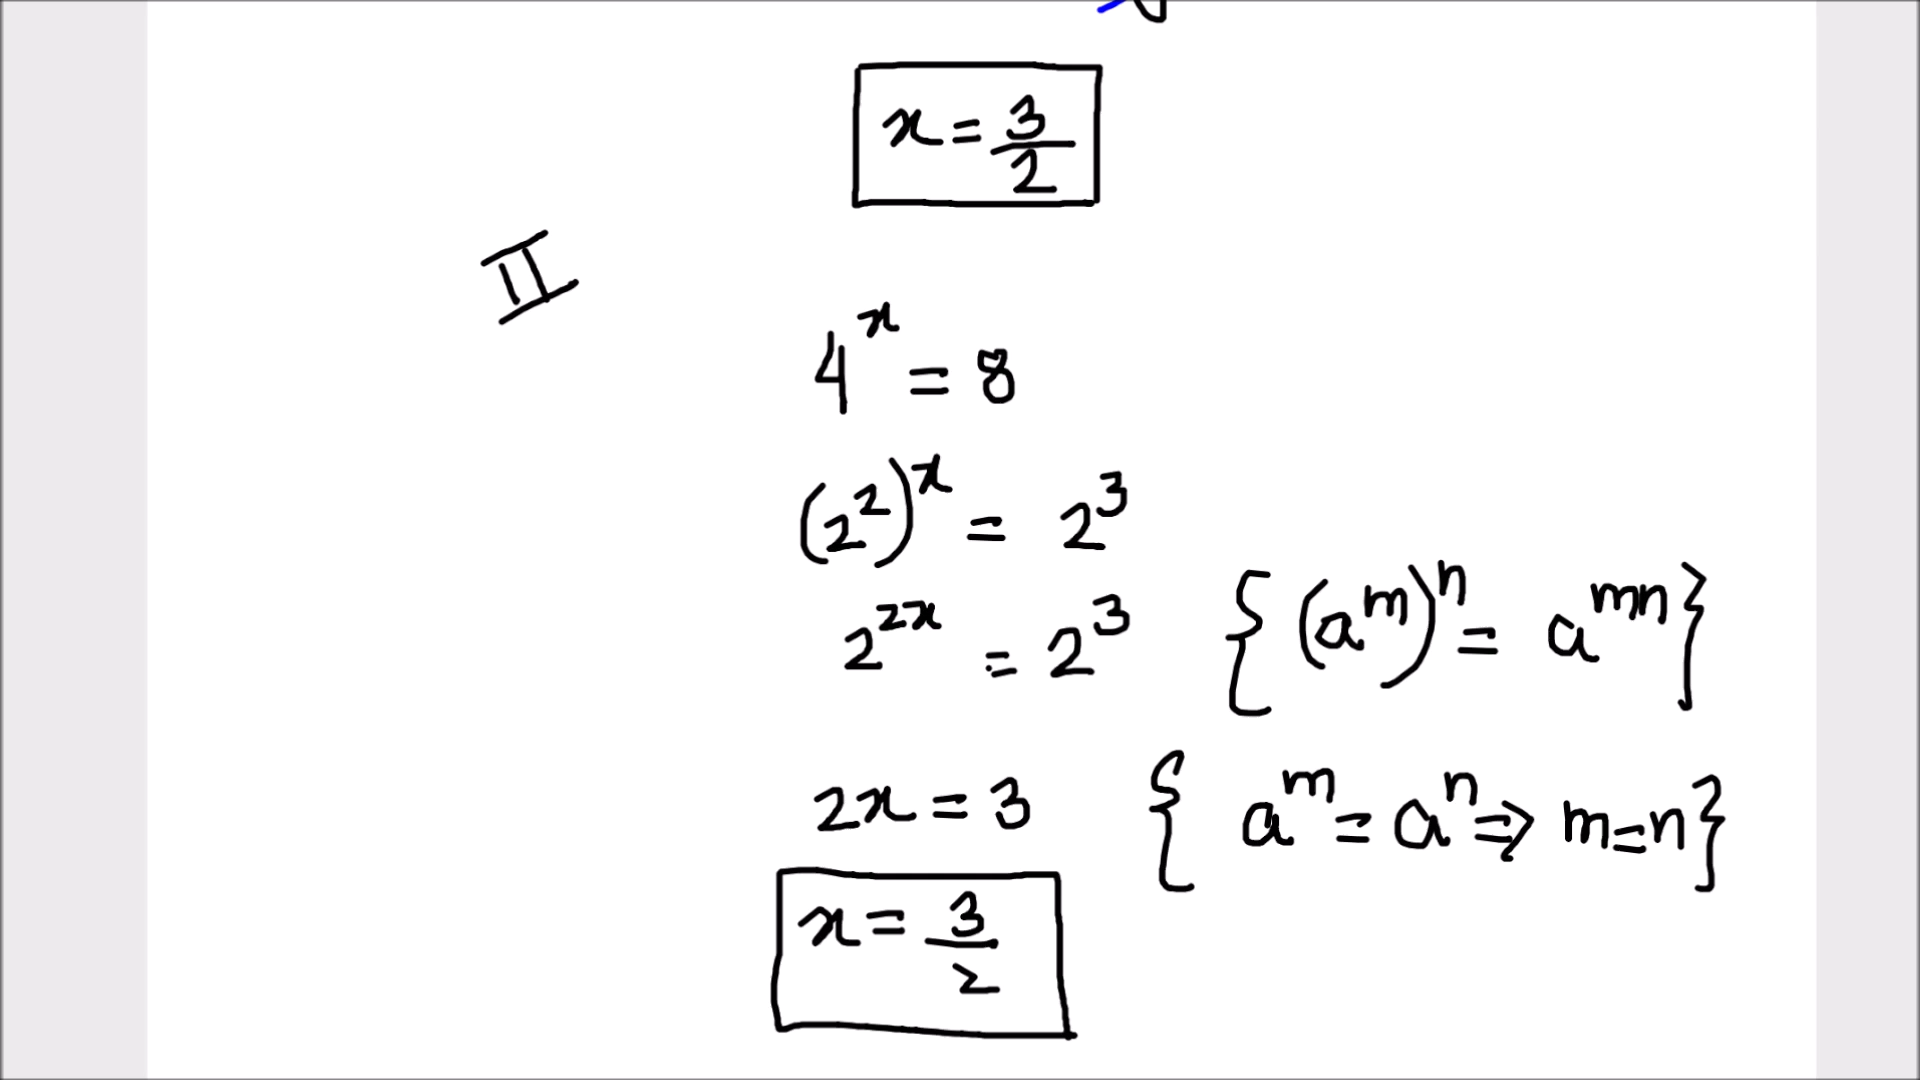 x = 3/2
II
4^x = 8
(2^2)^x = 2^3
2^{2x} = 2^3 {(a^m)^n = a^{mn}}
2x = 3 {a^m = a^n ⇒ m = n}
x = 3/2